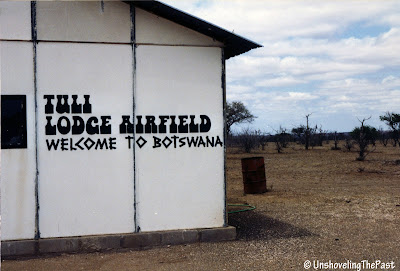 TULI
LODGE AIRFIELD
WELCOME TO BOTSWANA
© UnshovelingThePast